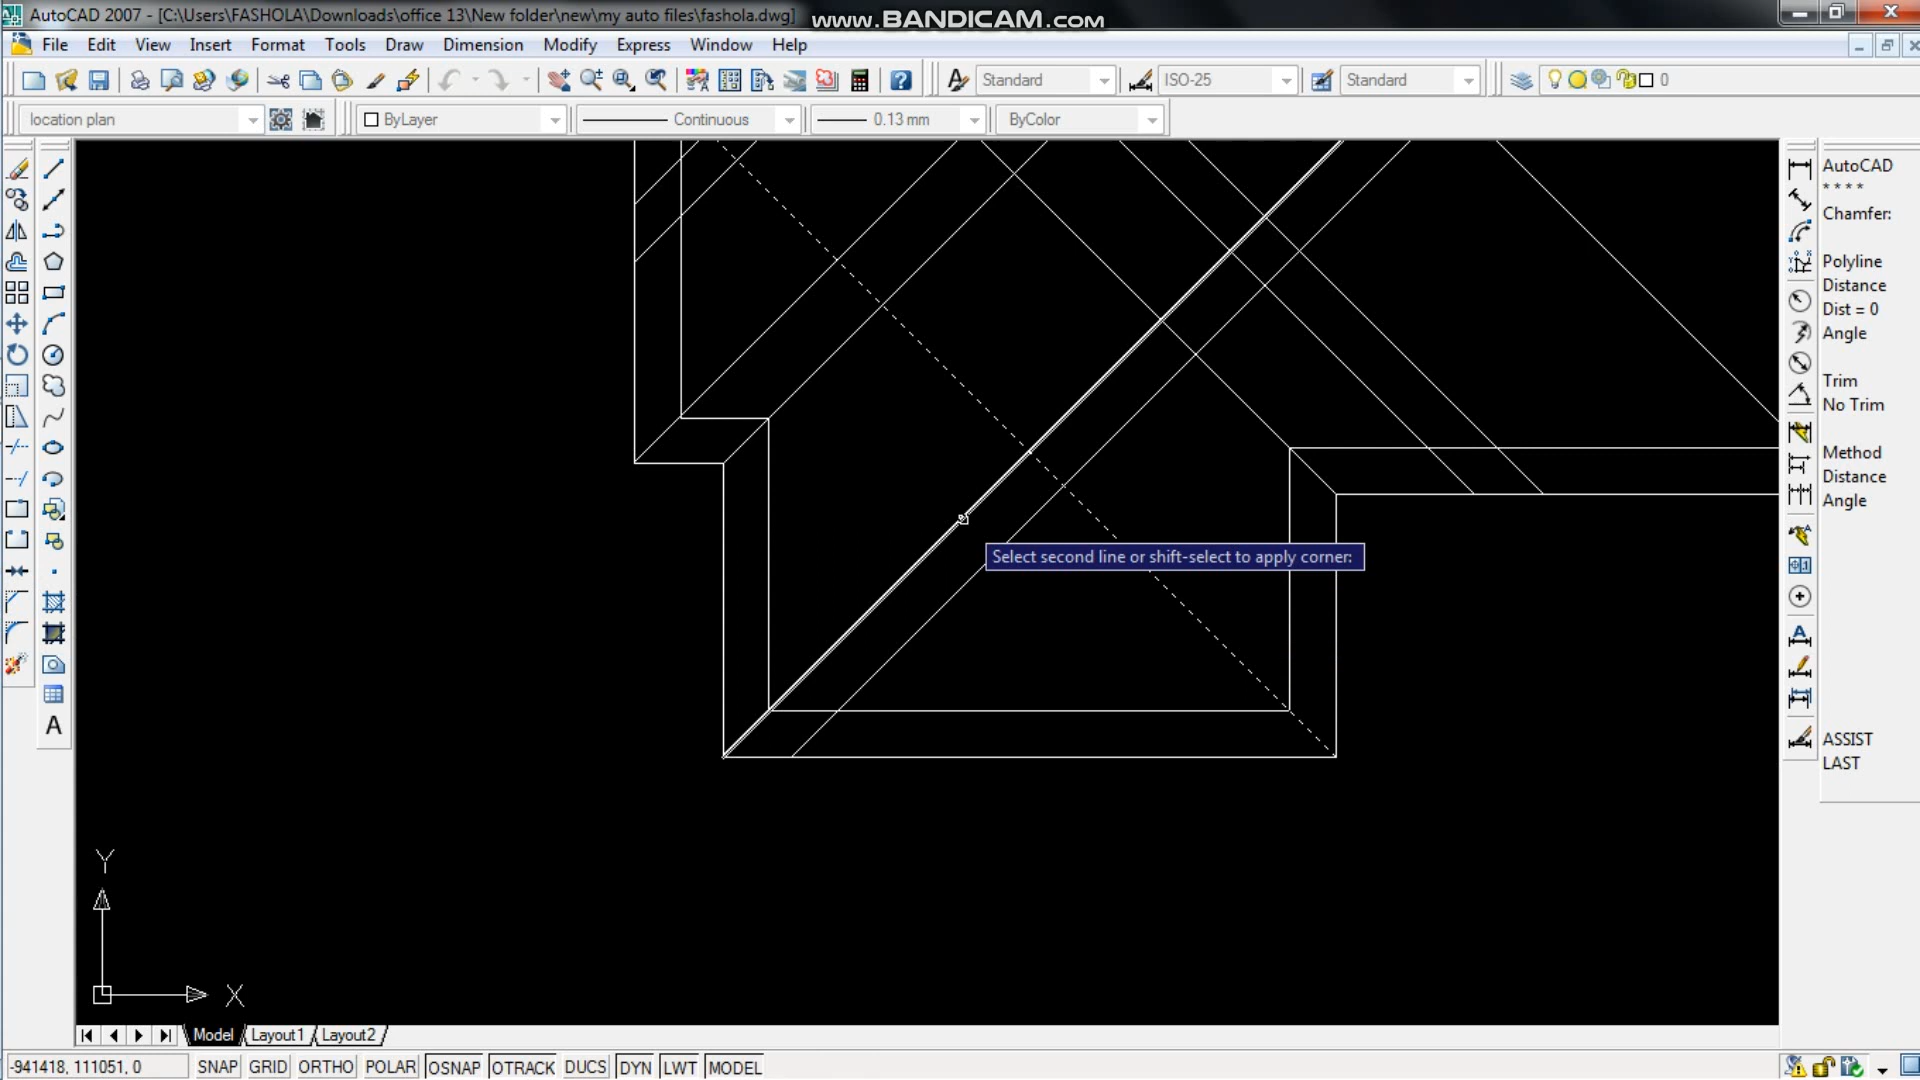 AutoCAD 2007 - [C:\Users\FASHOLA\Downloads\office 13\New folder\new\my auto files\fashola.dwg]
www.BANDICAM.com
File Edit View Insert Format Tools Draw Dimension Modify Express Window Help
Standard ISO-25 Standard 0
location plan ByLayer Continuous 0.13 mm ByColor
AutoCAD
* * * *
Chamfer:
Polyline
Distance
Dist = 0
Angle
Trim
No Trim
Method
Distance
Angle
ASSIST
LAST
Select second line or shift-select to apply corner:
A
Y
X
Model Layout1 Layout2
-941418, 111051, 0 SNAP GRID ORTHO POLAR OSNAP OTRACK DUCS DYN LWT MODEL